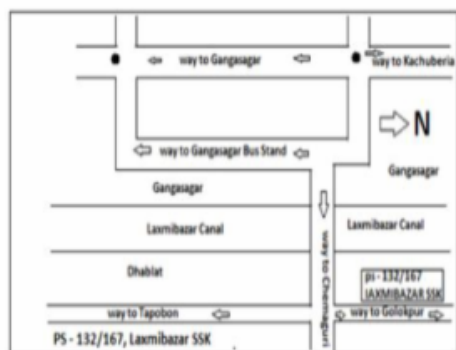 way to Gangasagar
way to Kachuberia
N
way to Gangasagar Bus Stand
Gangasagar
Gangasagar
Laxmibazar Canal
Laxmibazar Canal
way to Chemaguri
Dhablat
ps - 132/167
LAXMIBAZAR SSK
way to Tapobon
way to Golokpur
PS - 132/167, Laxmibazar SSK